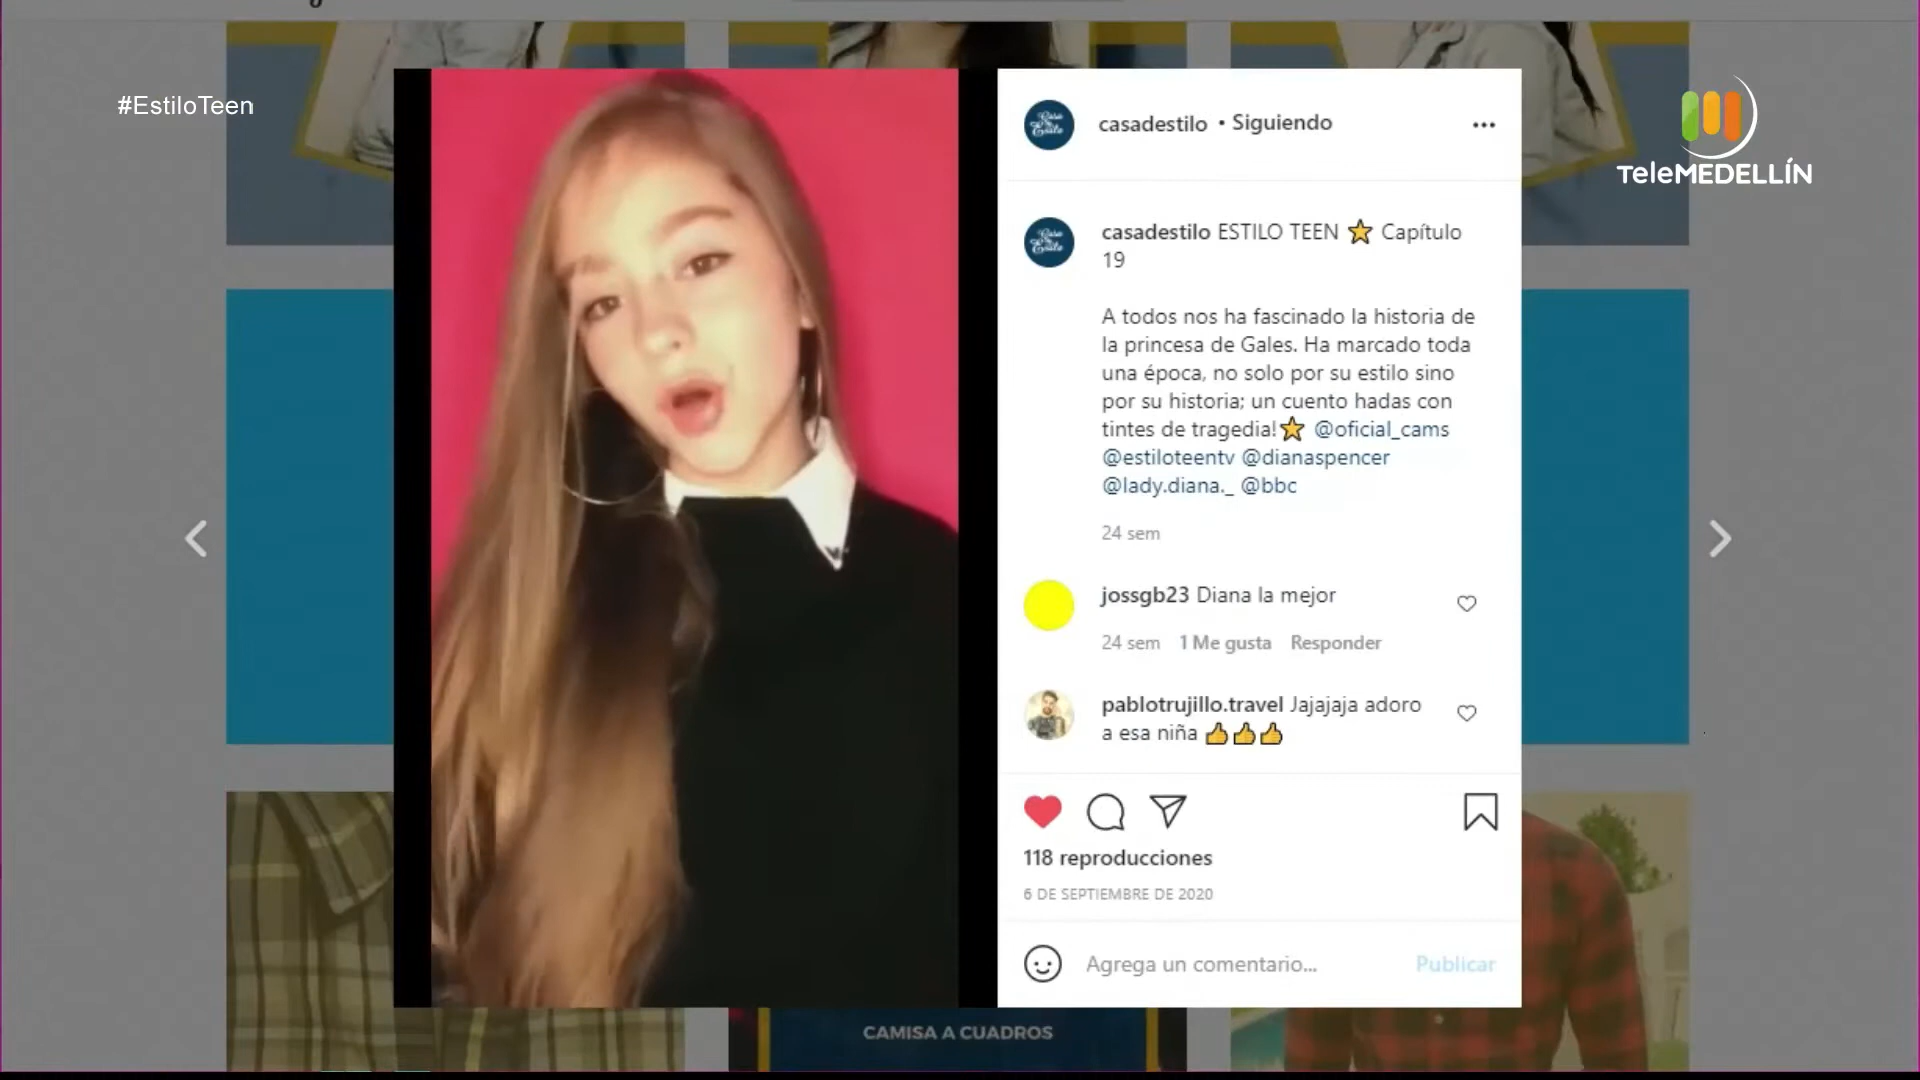 #EstiloTeen
TeleMEDELLÍN
casadestilo • Siguiendo
Casa de Estilo
casadestilo ESTILO TEEN ⭐ Capítulo
19
A todos nos ha fascinado la historia de
la princesa de Gales. Ha marcado toda
una época, no solo por su estilo sino
por su historia; un cuento hadas con
tintes de tragedia!⭐ @oficial_cams
@estiloteentv @dianaspencer
@lady.diana._ @bbc
24 sem
jossgb23 Diana la mejor
24 sem 1 Me gusta Responder
pablotrujillo.travel Jajajaja adoro
a esa niña 👍👍👍
118 reproducciones
6 DE SEPTIEMBRE DE 2020
Agrega un comentario... Publicar
CAMISA A CUADROS